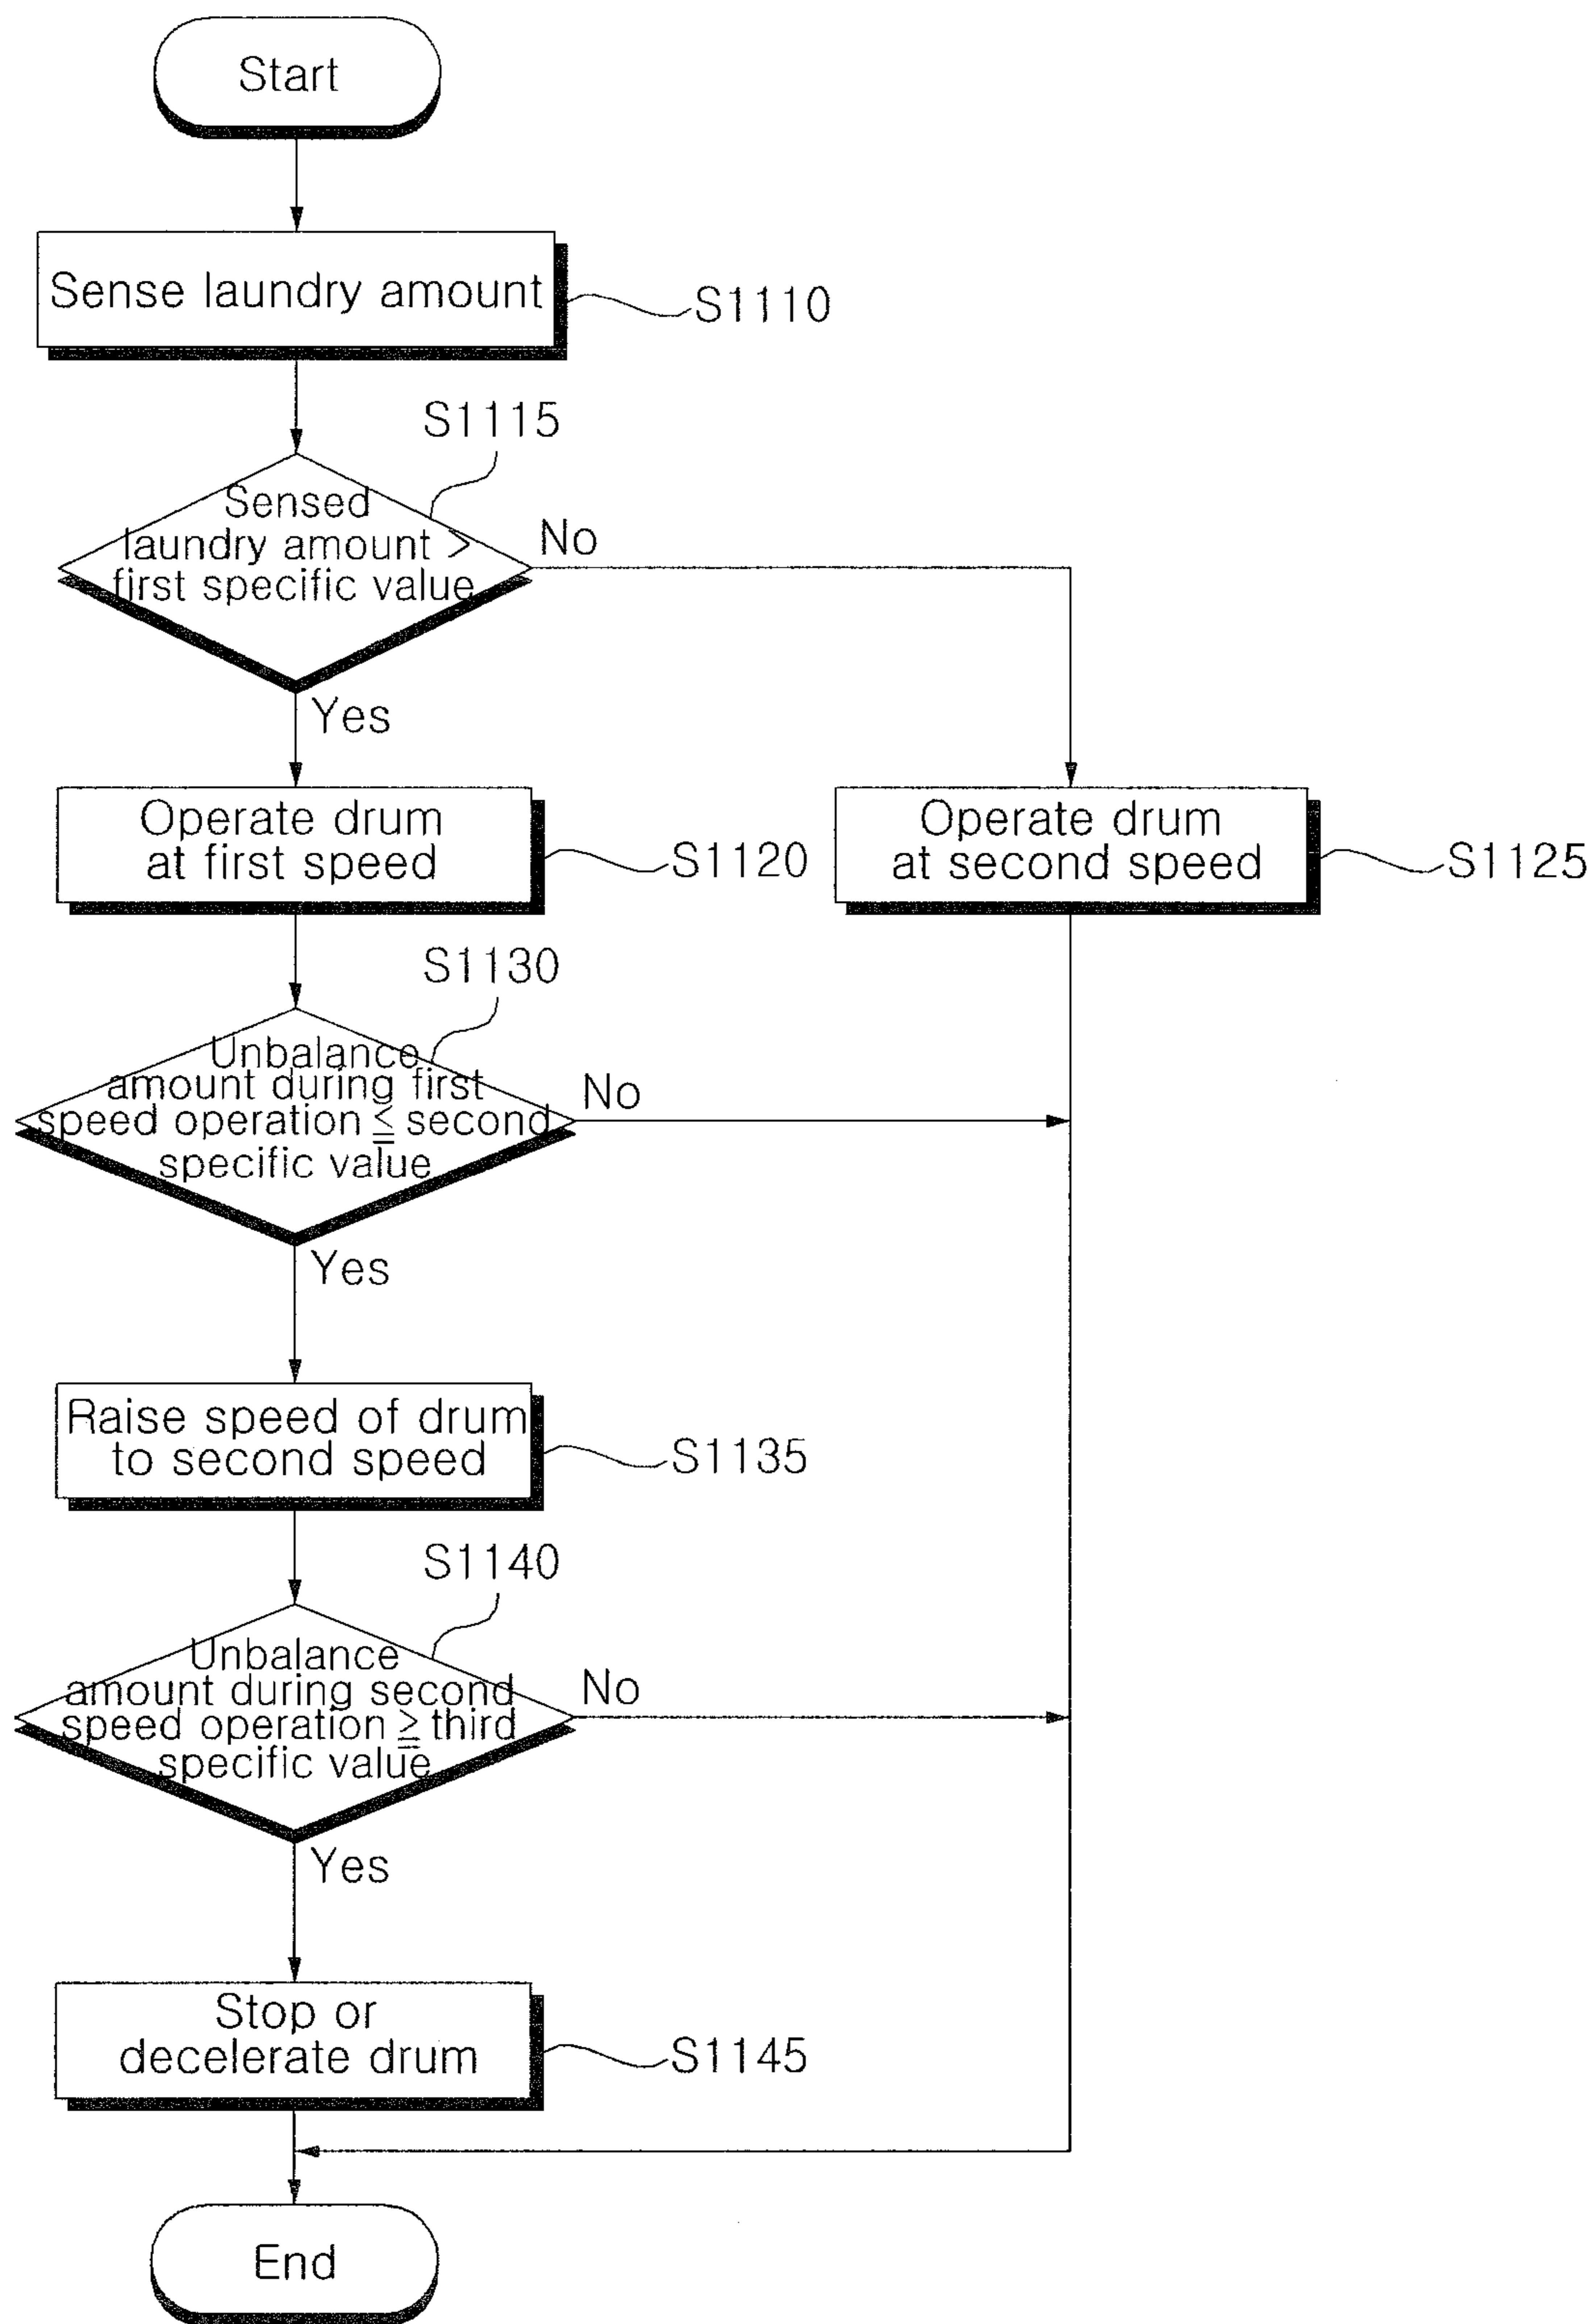 Start
Sense laundry amount
S1110
S1115
Sensed
laundry amount >
first specific value
No
Yes
Operate drum
at first speed
S1120
Operate drum
at second speed
S1125
S1130
Unbalance
amount during first
speed operation ≦ second
specific value
No
Yes
Raise speed of drum
to second speed
S1135
S1140
Unbalance
amount during second
speed operation ≧ third
specific value
No
Yes
Stop or
decelerate drum
S1145
End